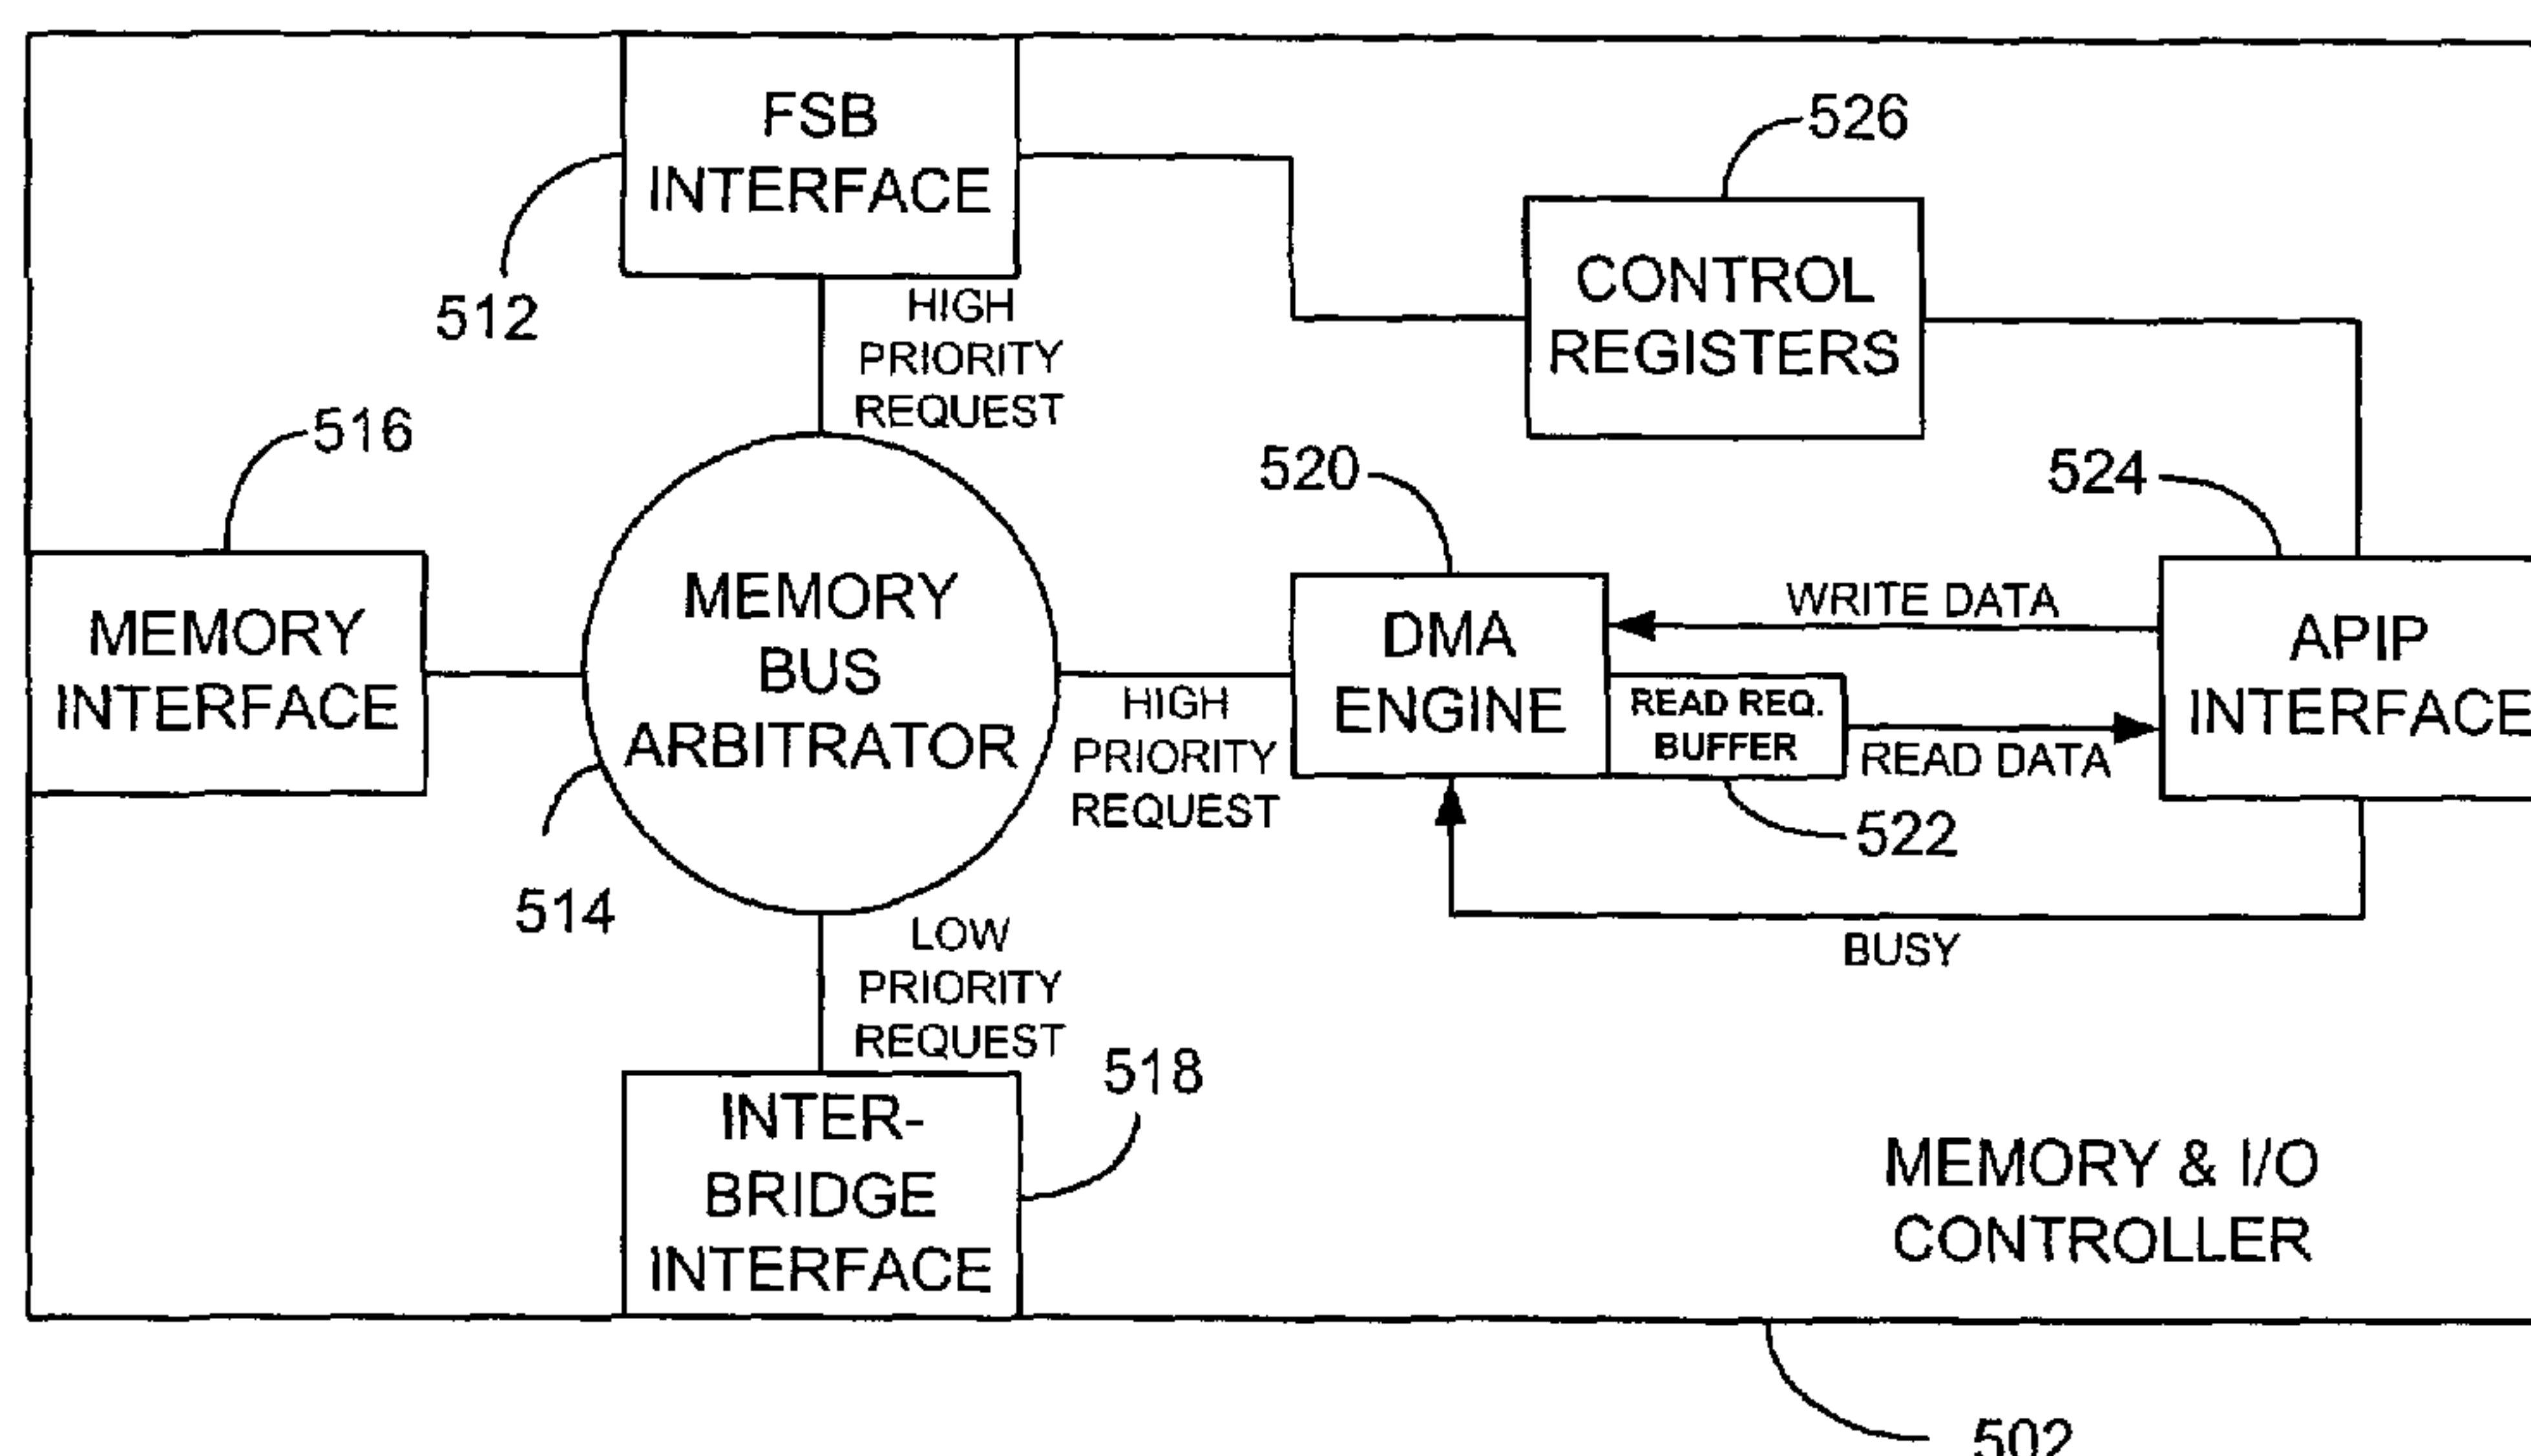 FSB
INTERFACE
512
HIGH
PRIORITY
REQUEST
526
CONTROL
REGISTERS
516
MEMORY
INTERFACE
MEMORY
BUS
ARBITRATOR
514
HIGH
PRIORITY
REQUEST
520
DMA
ENGINE
READ REQ.
BUFFER
522
WRITE DATA
READ DATA
BUSY
524
APIP
INTERFACE
LOW
PRIORITY
REQUEST
518
INTER-
BRIDGE
INTERFACE
MEMORY & I/O
CONTROLLER
502